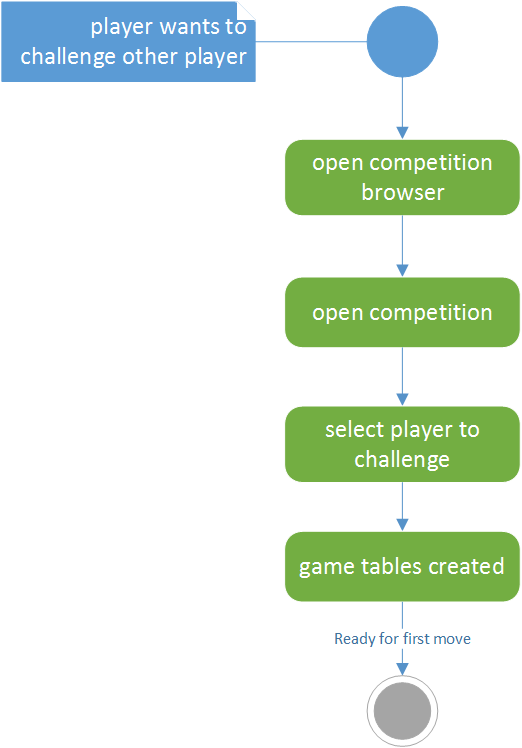 player wants to
challenge other player
open competition
browser
open competition
select player to
challenge
game tables created
Ready for first move